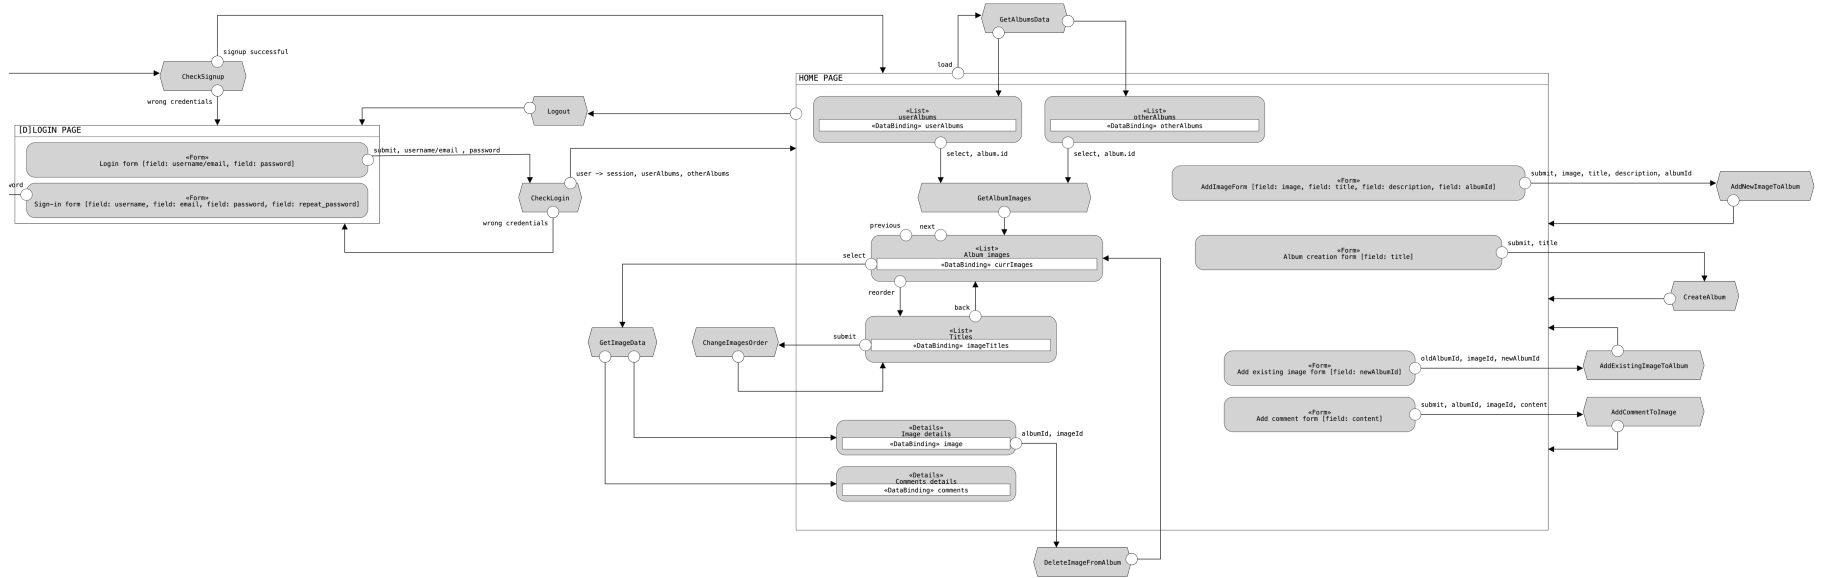 GetAlbumsData
signup successful
load
CheckSignup
HOME PAGE
wrong credentials
Logout
«List»
userAlbums
«DataBinding» userAlbums
«List»
otherAlbums
«DataBinding» otherAlbums
[D]LOGIN PAGE
«Form»
Login form [field: username/email, field: password]
submit, username/email , password
select, album.id
select, album.id
user -> session, userAlbums, otherAlbums
word
«Form»
Sign-in form [field: username, field: email, field: password, field: repeat_password]
CheckLogin
wrong credentials
GetAlbumImages
«Form»
AddImageForm [field: image, field: title, field: description, field: albumId]
submit, image, title, description, albumId
AddNewImageToAlbum
previous
next
«List»
Album images
«DataBinding» currImages
select
«Form»
Album creation form [field: title]
submit, title
CreateAlbum
reorder
back
«List»
Titles
«DataBinding» imageTitles
submit
GetImageData
ChangeImagesOrder
«Form»
Add existing image form [field: newAlbumId]
oldAlbumId, imageId, newAlbumId
AddExistingImageToAlbum
«Form»
Add comment form [field: content]
submit, albumId, imageId, content
AddCommentToImage
«Details»
Image details
«DataBinding» image
albumId, imageId
«Details»
Comments details
«DataBinding» comments
DeleteImageFromAlbum